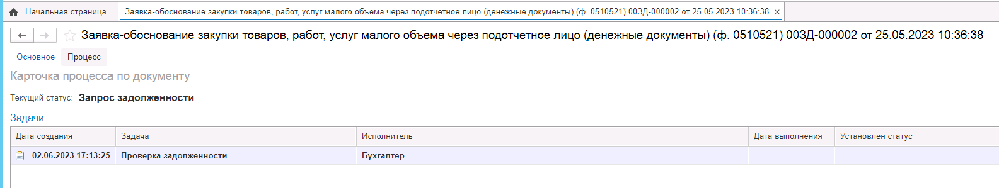 Начальная страница
Заявка-обоснование закупки товаров, работ, услуг малого объема через подотчетное лицо (денежные документы) (ф. 0510521) 00ЗД-000002 от 25.05.2023 10:36:38 ×
Заявка-обоснование закупки товаров, работ, услуг малого объема через подотчетное лицо (денежные документы) (ф. 0510521) 00ЗД-000002 от 25.05.2023 10:36:38
Основное Процесс
Карточка процесса по документу
Текущий статус: Запрос задолженности
Задачи
Дата создания Задача Исполнитель Дата выполнения Установлен статус
02.06.2023 17:13:25 Проверка задолженности Бухгалтер